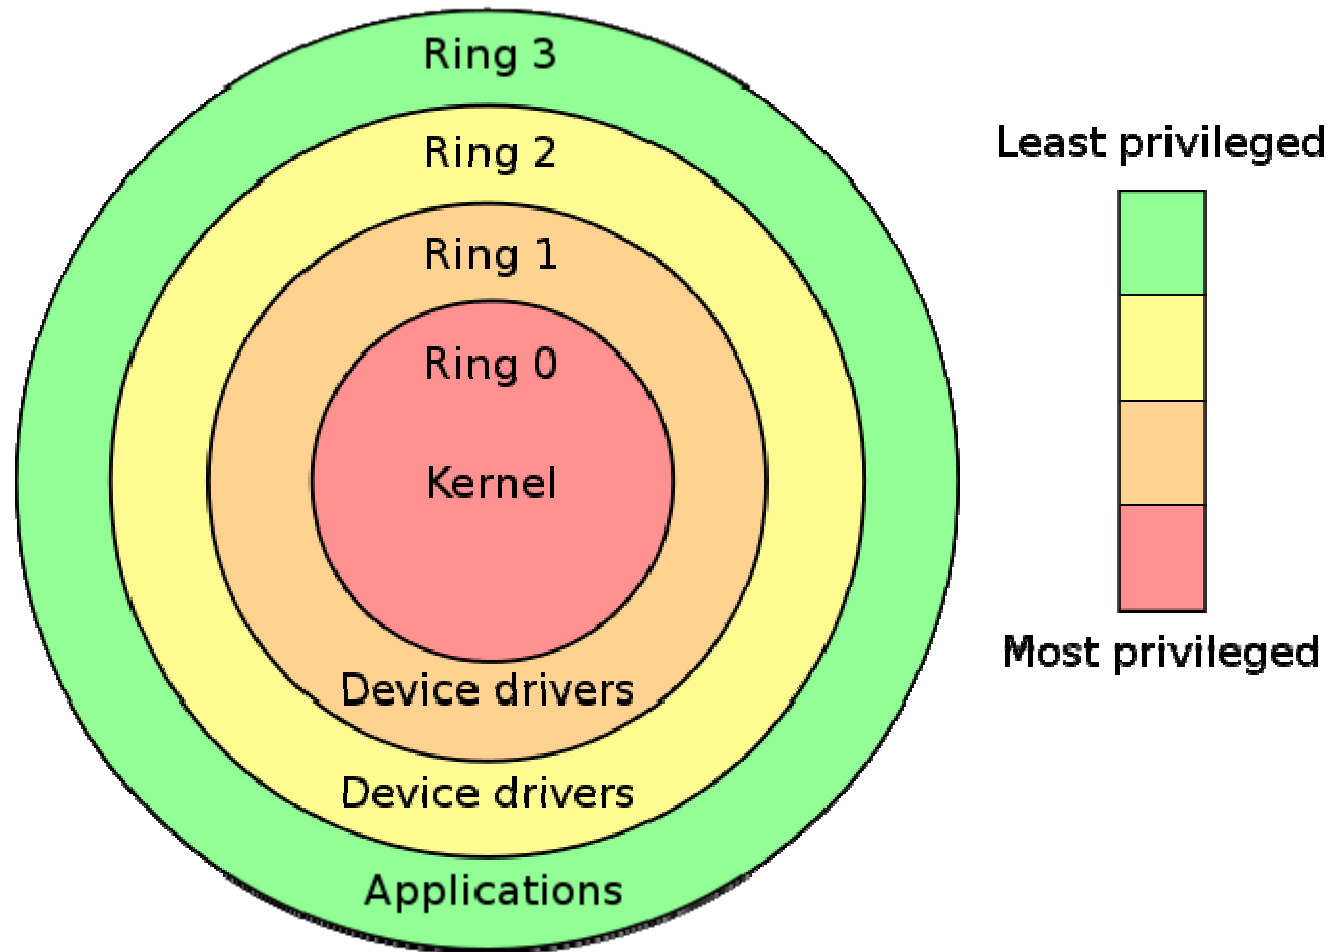 Ring 3
Ring 2
Ring 1
Ring 0
Kernel
Device drivers
Device drivers
Applications
Least privileged
Most privileged